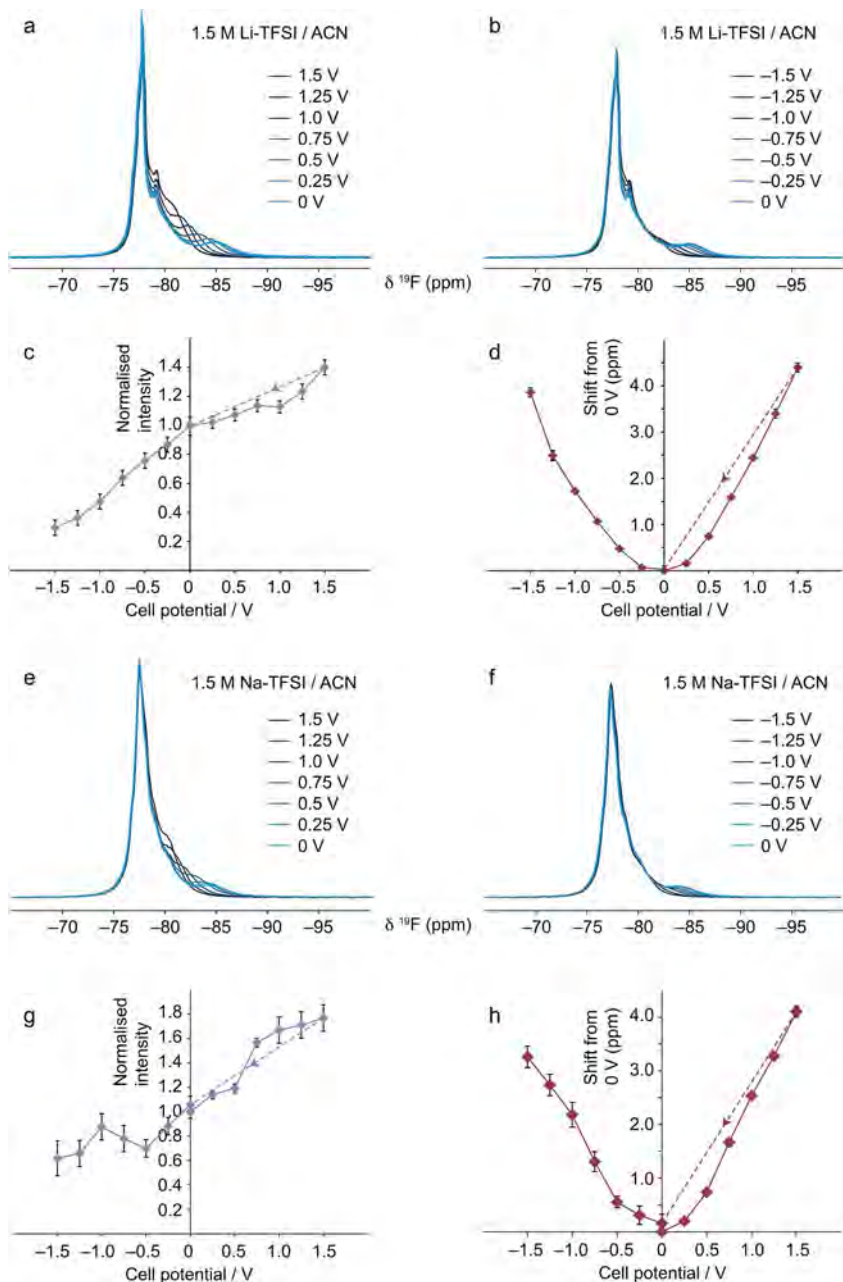 a
1.5 M Li-TFSI / ACN
1.5 V
1.25 V
1.0 V
0.75 V
0.5 V
0.25 V
0 V
−70 −75 −80 −85 −90 −95
b
1.5 M Li-TFSI / ACN
−1.5 V
−1.25 V
−1.0 V
−0.75 V
−0.5 V
−0.25 V
0 V
−70 −75 −80 −85 −90 −95
δ ¹⁹F (ppm)
c
Normalised
intensity
1.4
1.2
1.0
0.8
0.6
0.4
0.2
−1.5 −1.0 −0.5 0 0.5 1.0 1.5
Cell potential / V
d
Shift from
0 V (ppm)
4.0
3.0
2.0
1.0
−1.5 −1.0 −0.5 0 0.5 1.0 1.5
Cell potential / V
e
1.5 M Na-TFSI / ACN
1.5 V
1.25 V
1.0 V
0.75 V
0.5 V
0.25 V
0 V
−70 −75 −80 −85 −90 −95
f
1.5 M Na-TFSI / ACN
−1.5 V
−1.25 V
−1.0 V
−0.75 V
−0.5 V
−0.25 V
0 V
−70 −75 −80 −85 −90 −95
δ ¹⁹F (ppm)
g
Normalised
intensity
1.8
1.6
1.4
1.2
1.0
0.8
0.6
0.4
0.2
−1.5 −1.0 −0.5 0 0.5 1.0 1.5
Cell potential / V
h
Shift from
0 V (ppm)
4.0
3.0
2.0
1.0
−1.5 −1.0 −0.5 0 0.5 1.0 1.5
Cell potential / V